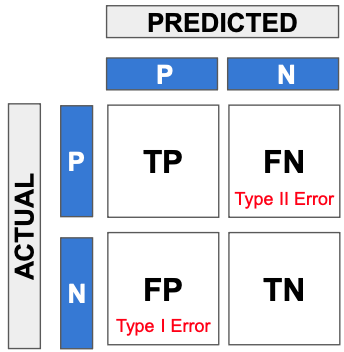 PREDICTED
P
N
ACTUAL
P
TP
FN
Type II Error
N
FP
Type I Error
TN